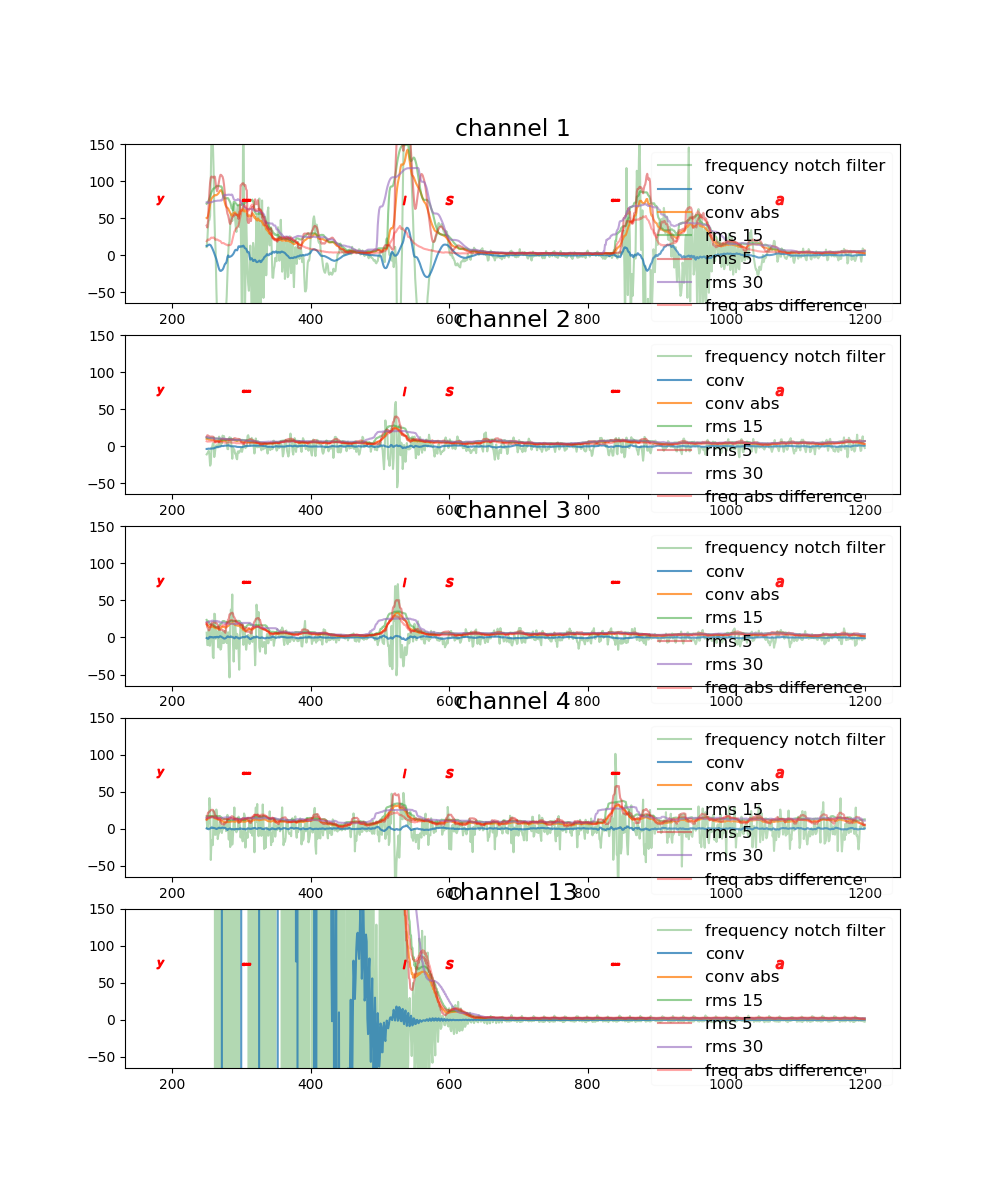 channel 1
150
100
50
0
−50
y - I s - a
frequency notch filter
conv
conv abs
rms 15
rms 5
rms 30
freq abs difference
200 400 600 800 1000 1200
channel 2
150
100
50
0
−50
y - I s - a
frequency notch filter
conv
conv abs
rms 15
rms 5
rms 30
freq abs difference
200 400 600 800 1000 1200
channel 3
150
100
50
0
−50
y - I s - a
frequency notch filter
conv
conv abs
rms 15
rms 5
rms 30
freq abs difference
200 400 600 800 1000 1200
channel 4
150
100
50
0
−50
y - I s - a
frequency notch filter
conv
conv abs
rms 15
rms 5
rms 30
freq abs difference
200 400 600 800 1000 1200
channel 13
150
100
50
0
−50
y - I s - a
frequency notch filter
conv
conv abs
rms 15
rms 5
rms 30
freq abs difference
200 400 600 800 1000 1200